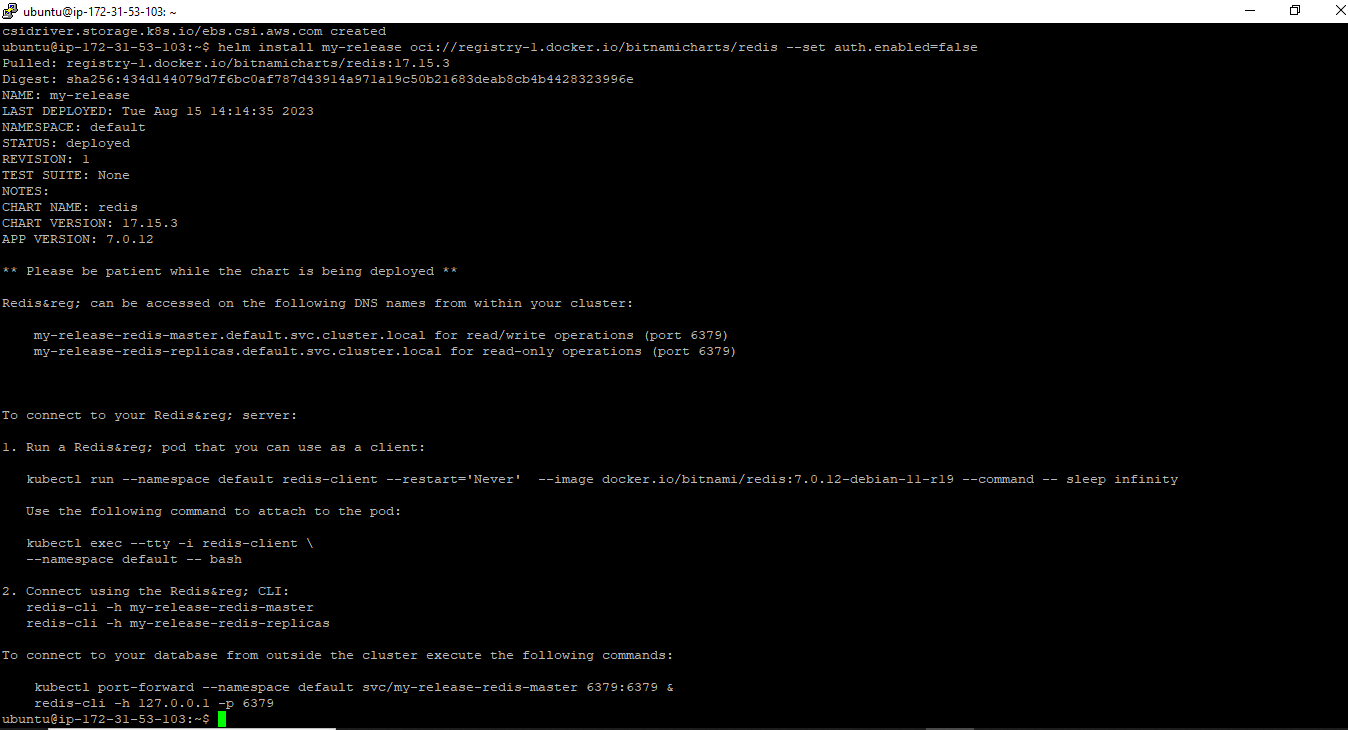 ubuntu@ip-172-31-53-103: ~
csidriver.storage.k8s.io/ebs.csi.aws.com created
ubuntu@ip-172-31-53-103:~$ helm install my-release oci://registry-1.docker.io/bitnamicharts/redis --set auth.enabled=false
Pulled: registry-1.docker.io/bitnamicharts/redis:17.15.3
Digest: sha256:434d144079d7f6bc0af787d43914a971a19c50b21683deab8cb4b4428323996e
NAME: my-release
LAST DEPLOYED: Tue Aug 15 14:14:35 2023
NAMESPACE: default
STATUS: deployed
REVISION: 1
TEST SUITE: None
NOTES:
CHART NAME: redis
CHART VERSION: 17.15.3
APP VERSION: 7.0.12
** Please be patient while the chart is being deployed **
Redis&reg; can be accessed on the following DNS names from within your cluster:
my-release-redis-master.default.svc.cluster.local for read/write operations (port 6379)
my-release-redis-replicas.default.svc.cluster.local for read-only operations (port 6379)
To connect to your Redis&reg; server:
1. Run a Redis&reg; pod that you can use as a client:
kubectl run --namespace default redis-client --restart='Never'  --image docker.io/bitnami/redis:7.0.12-debian-11-r19 --command -- sleep infinity
Use the following command to attach to the pod:
kubectl exec --tty -i redis-client \
--namespace default -- bash
2. Connect using the Redis&reg; CLI:
redis-cli -h my-release-redis-master
redis-cli -h my-release-redis-replicas
To connect to your database from outside the cluster execute the following commands:
kubectl port-forward --namespace default svc/my-release-redis-master 6379:6379 &
redis-cli -h 127.0.0.1 -p 6379
ubuntu@ip-172-31-53-103:~$